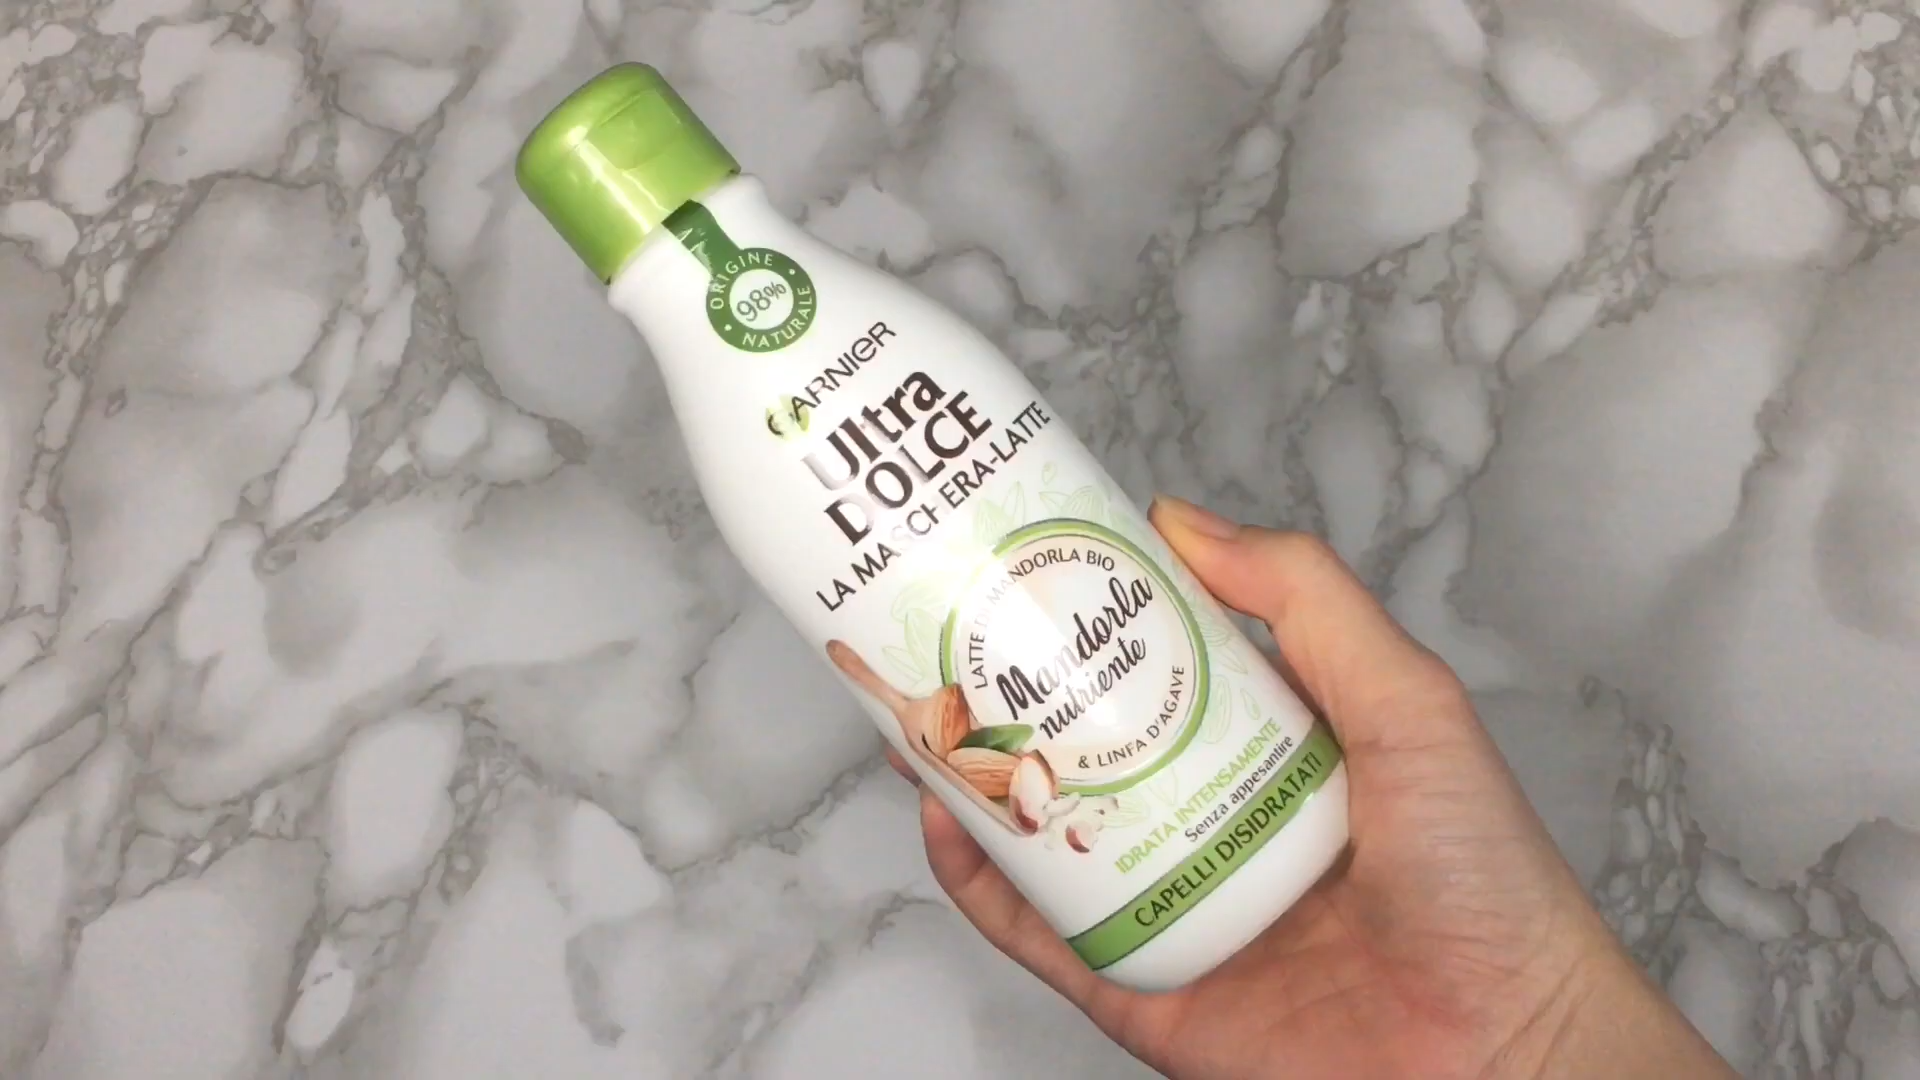 ORIGINE
98%
NATURALE
GARNIER
Ultra
DOLCE
LA MASCHERA-LATTE
LATTE DI MANDORLA BIO
Mandorla
nutriente
& LINFA D'AGAVE
IDRATA INTENSAMENTE
Senza appesantire
CAPELLI DISIDRATATI